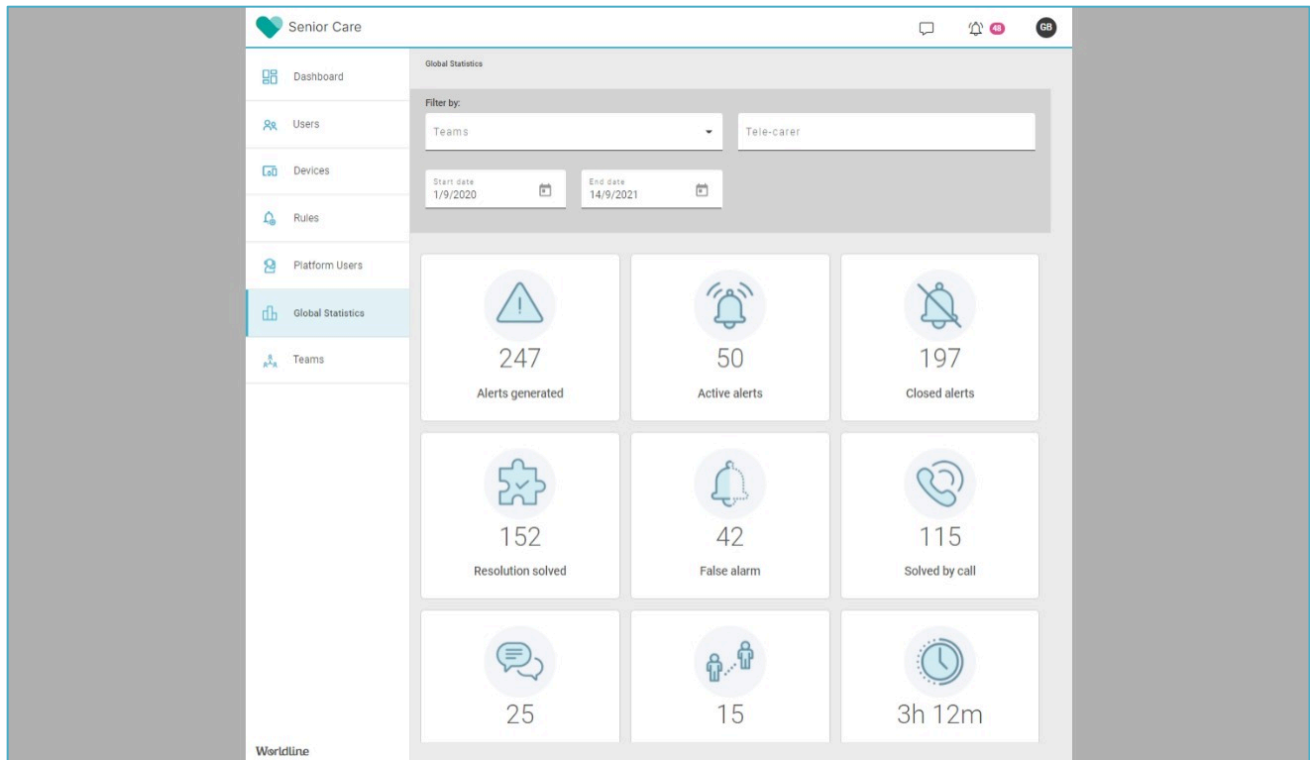 Senior Care
48
GB
Dashboard
Users
Devices
Rules
Platform Users
Global Statistics
Teams
Worldline
Global Statistics
Filter by:
Teams
Tele-carer
Start date
1/9/2020
End date
14/9/2021
247
Alerts generated
50
Active alerts
197
Closed alerts
152
Resolution solved
42
False alarm
115
Solved by call
25
15
3h 12m